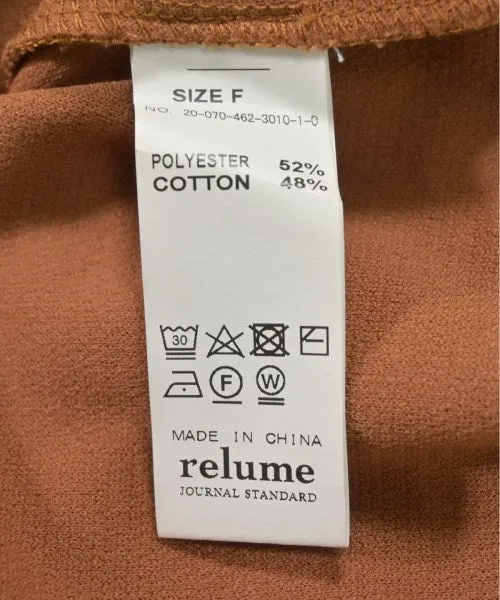 SIZE F
NO. 20-070-462-3010-1-0
POLYESTER 52%
COTTON 48%
30
F W
MADE IN CHINA
relume
JOURNAL STANDARD